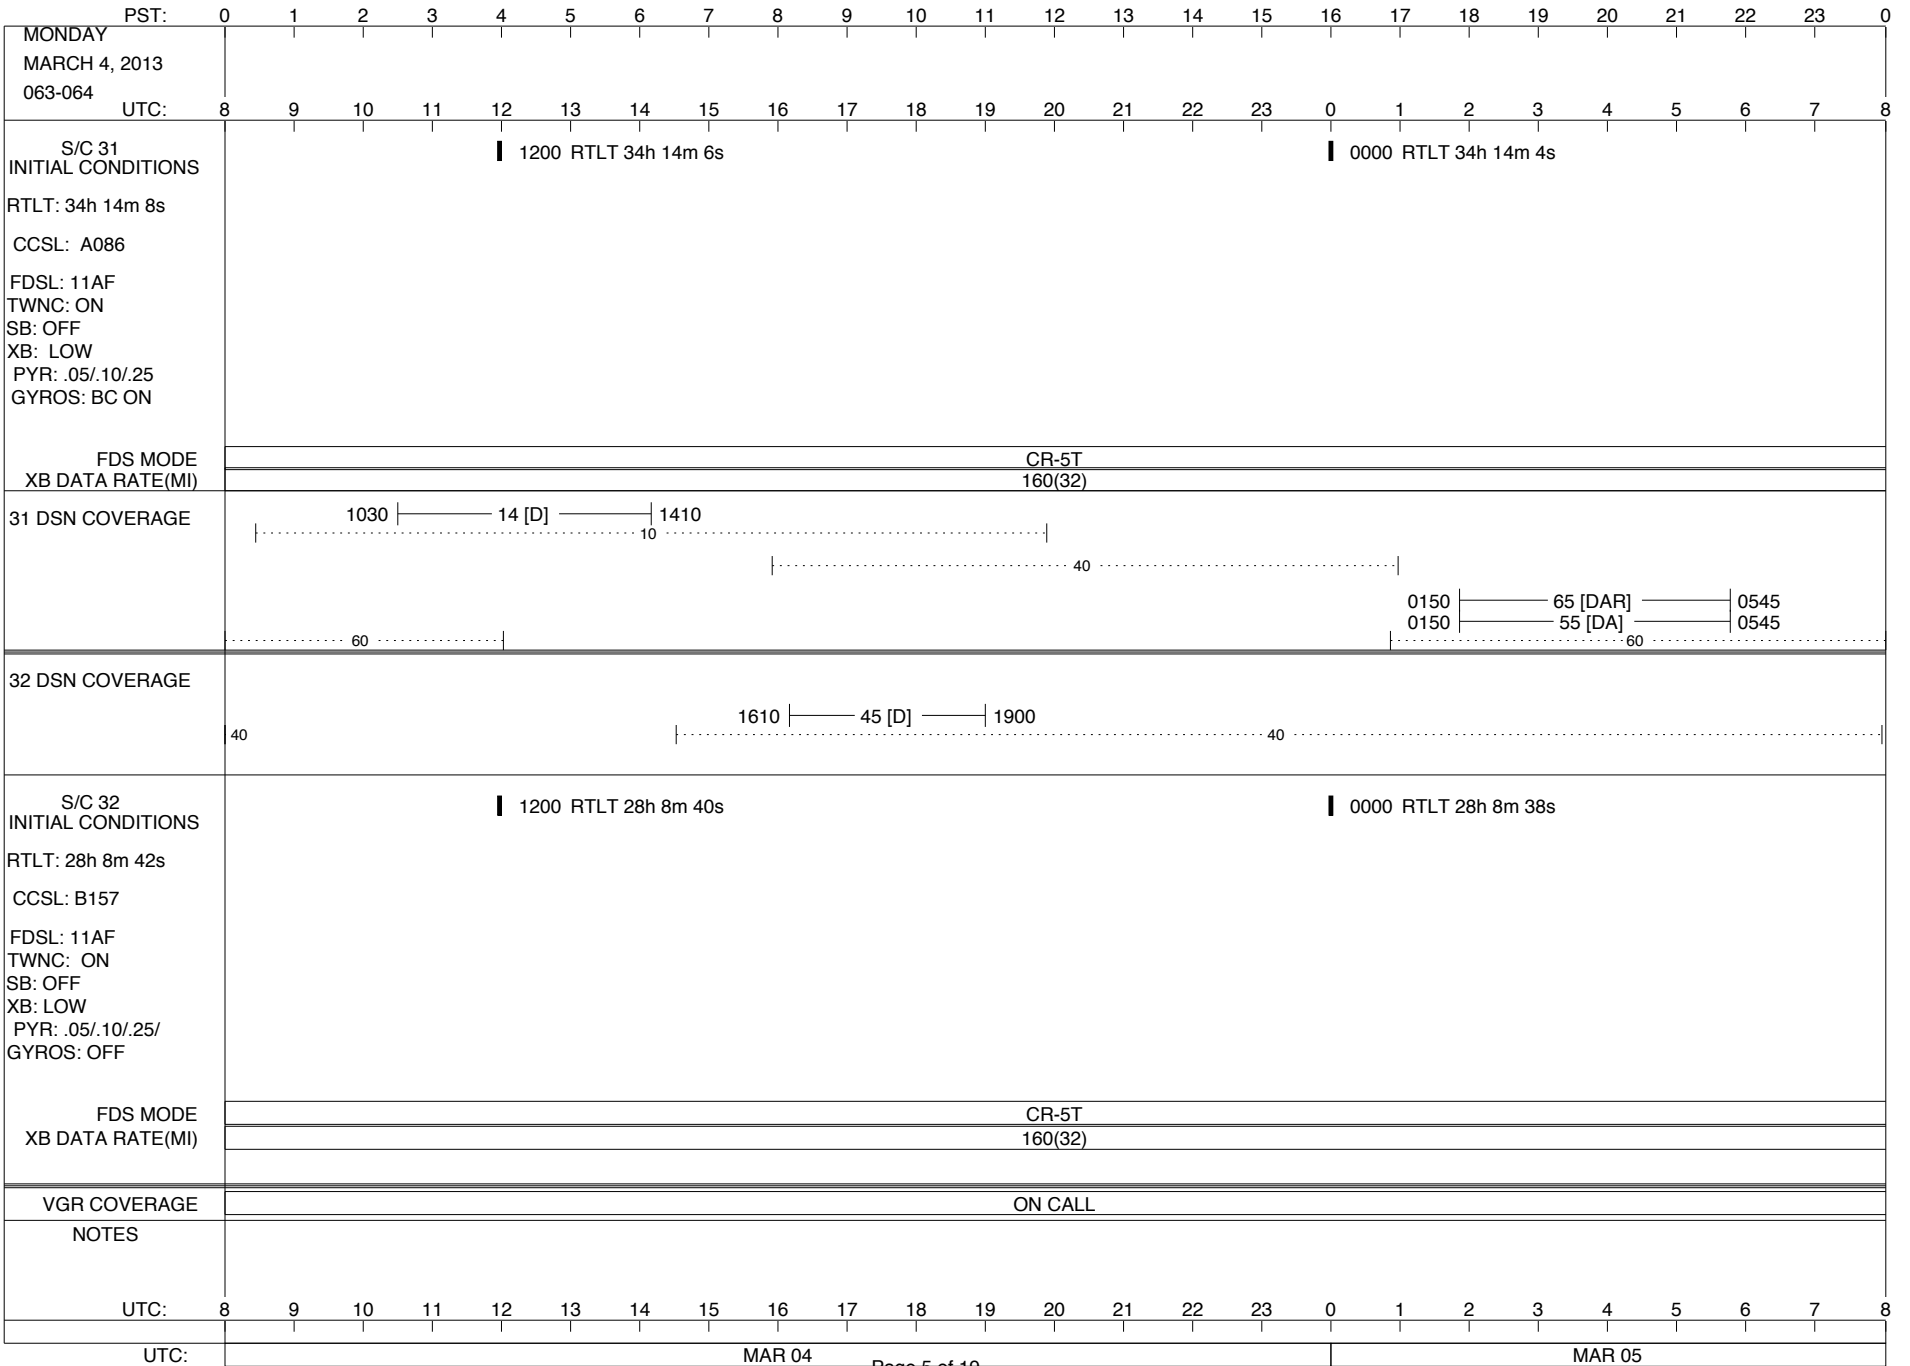 PST: 0 1 2 3 4 5 6 7 8 9 10 11 12 13 14 15 16 17 18 19 20 21 22 23 0
MONDAY
MARCH 4, 2013
063-064
UTC: 8 9 10 11 12 13 14 15 16 17 18 19 20 21 22 23 0 1 2 3 4 5 6 7 8
S/C 31
INITIAL CONDITIONS
1200 RTLT 34h 14m 6s
0000 RTLT 34h 14m 4s
RTLT: 34h 14m 8s
CCSL: A086
FDSL: 11AF
TWNC: ON
SB: OFF
XB: LOW
PYR: .05/.10/.25
GYROS: BC ON
FDS MODE CR-5T
XB DATA RATE(MI) 160(32)
31 DSN COVERAGE
1030 14 [D] 1410
10
40
0150 65 [DAR] 0545
0150 55 [DA] 0545
60 60
32 DSN COVERAGE
1610 45 [D] 1900
40 40
S/C 32
INITIAL CONDITIONS
1200 RTLT 28h 8m 40s
0000 RTLT 28h 8m 38s
RTLT: 28h 8m 42s
CCSL: B157
FDSL: 11AF
TWNC: ON
SB: OFF
XB: LOW
PYR: .05/.10/.25/
GYROS: OFF
FDS MODE CR-5T
XB DATA RATE(MI) 160(32)
VGR COVERAGE ON CALL
NOTES
UTC: 8 9 10 11 12 13 14 15 16 17 18 19 20 21 22 23 0 1 2 3 4 5 6 7 8
UTC: MAR 04 MAR 05
Page 5 of 10